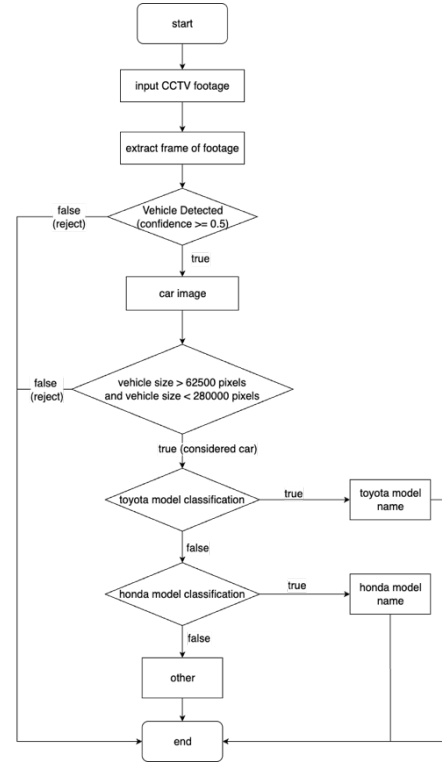 start
input CCTV footage
extract frame of footage
Vehicle Detected
(confidence >= 0.5)
false
(reject)
true
car image
vehicle size > 62500 pixels
and vehicle size < 280000 pixels
false
(reject)
true (considered car)
toyota model classification
true
toyota model
name
false
honda model classification
true
honda model
name
false
other
end